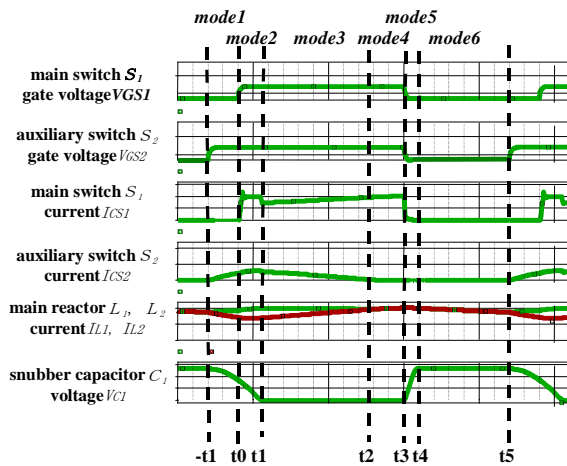 mode1 mode5
mode2 mode3 mode4 mode6
main switch S1
gate voltageVGS1
auxiliary switch S2
gate voltage VGS2
main switch S1
current ICS1
auxiliary switch S2
current ICS2
main reactor L1, L2
current IL1, IL2
snubber capacitor C1
voltage VC1
-t1 t0 t1 t2 t3 t4 t5